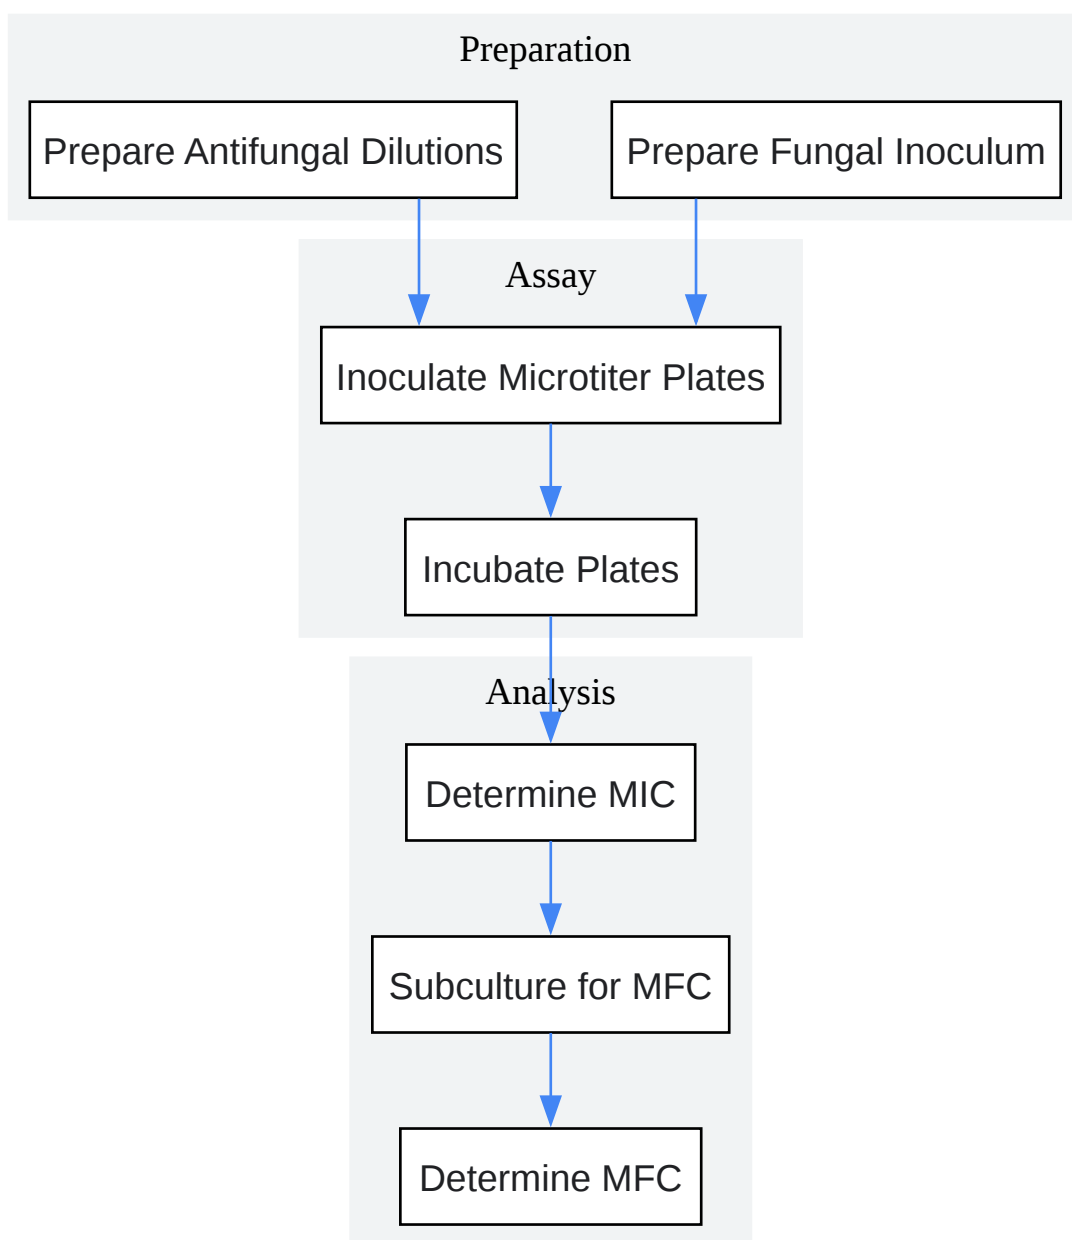 Preparation
Prepare Antifungal Dilutions
Prepare Fungal Inoculum
Assay
Inoculate Microtiter Plates
Incubate Plates
Analysis
Determine MIC
Subculture for MFC
Determine MFC